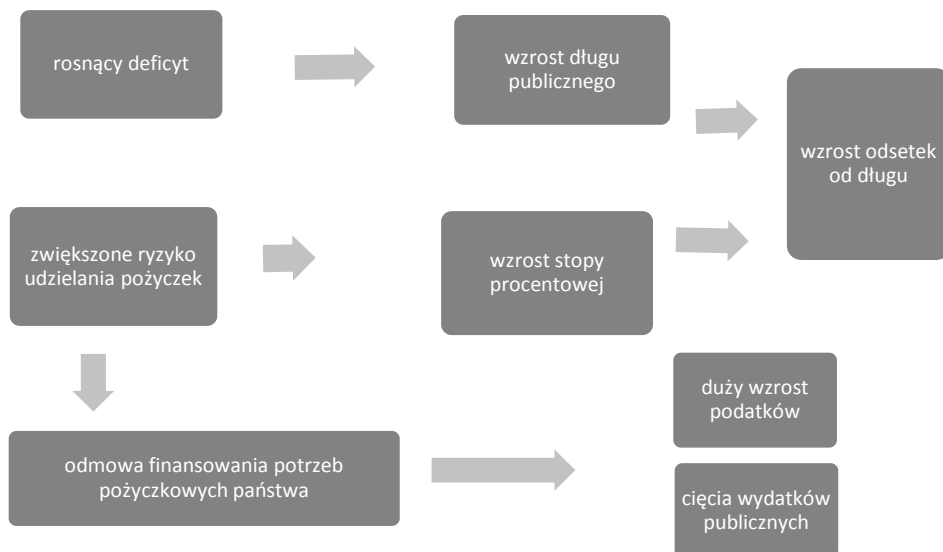 rosnący deficyt
wzrost długu
publicznego
wzrost odsetek
od długu
zwiększone ryzyko
udzielania pożyczek
wzrost stopy
procentowej
duży wzrost
podatków
odmowa finansowania potrzeb
pożyczkowych państwa
cięcia wydatków
publicznych